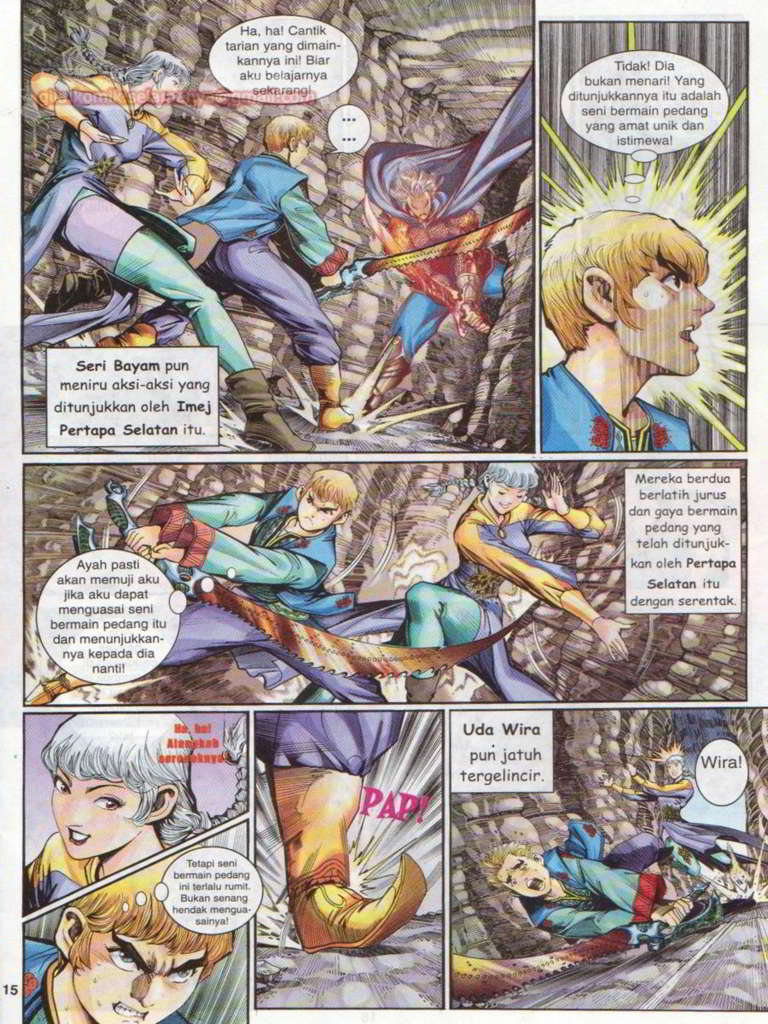 Ha, ha! Cantik
tarian yang dimain-
kannya ini! Biar
aku belajarnya
sekarang!
...
...
Seri Bayam pun
meniru aksi-aksi yang
ditunjukkan oleh Imej
Pertapa Selatan itu.
Tidak! Dia
bukan menari! Yang
ditunjukkannya itu adalah
seni bermain pedang
yang amat unik dan
istimewa!
Ayah pasti
akan memuji aku
jika aku dapat
menguasai seni
bermain pedang itu
dan menunjukkan-
nya kepada dia
nanti!
Mereka berdua
berlatih jurus
dan gaya bermain
pedang yang
telah ditunjuk-
kan oleh Pertapa
Selatan itu
dengan serentak.
Ha, ha!
Alangkah
seronoknya!
Tetapi seni
bermain pedang
ini terlalu rumit.
Bukan senang
hendak mengua-
sainya!
PAP!
Uda Wira
pun jatuh
tergelincir.
Wira!
15